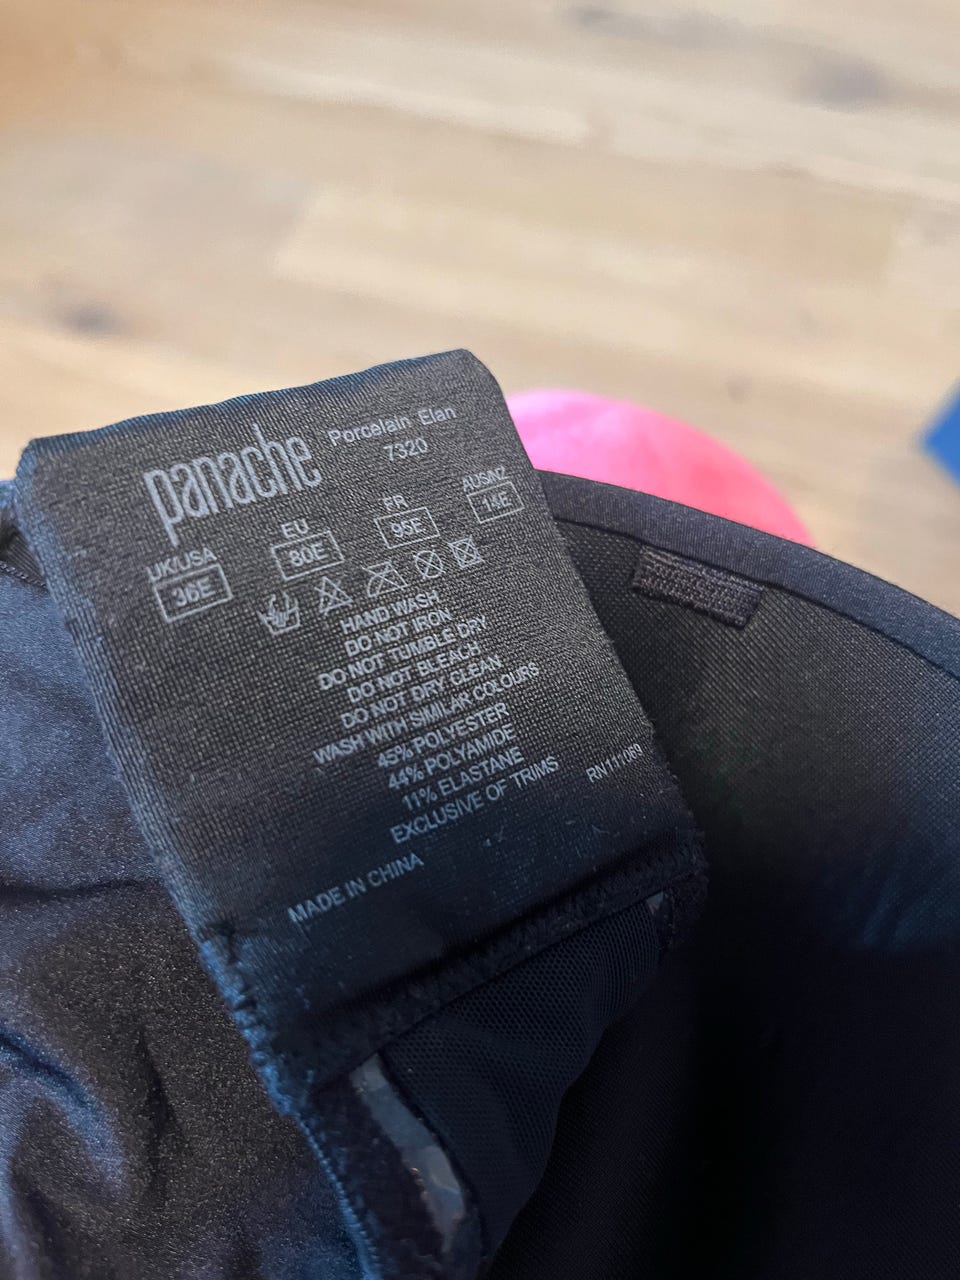 panache Porcelain Elan
7320
UK/USA EU FR AUS/NZ
36E 80E 95E 14E
HAND WASH
DO NOT IRON
DO NOT TUMBLE DRY
DO NOT BLEACH
DO NOT DRY CLEAN
WASH WITH SIMILAR COLOURS
45% POLYESTER
44% POLYAMIDE
11% ELASTANE
EXCLUSIVE OF TRIMS
RN111069
MADE IN CHINA